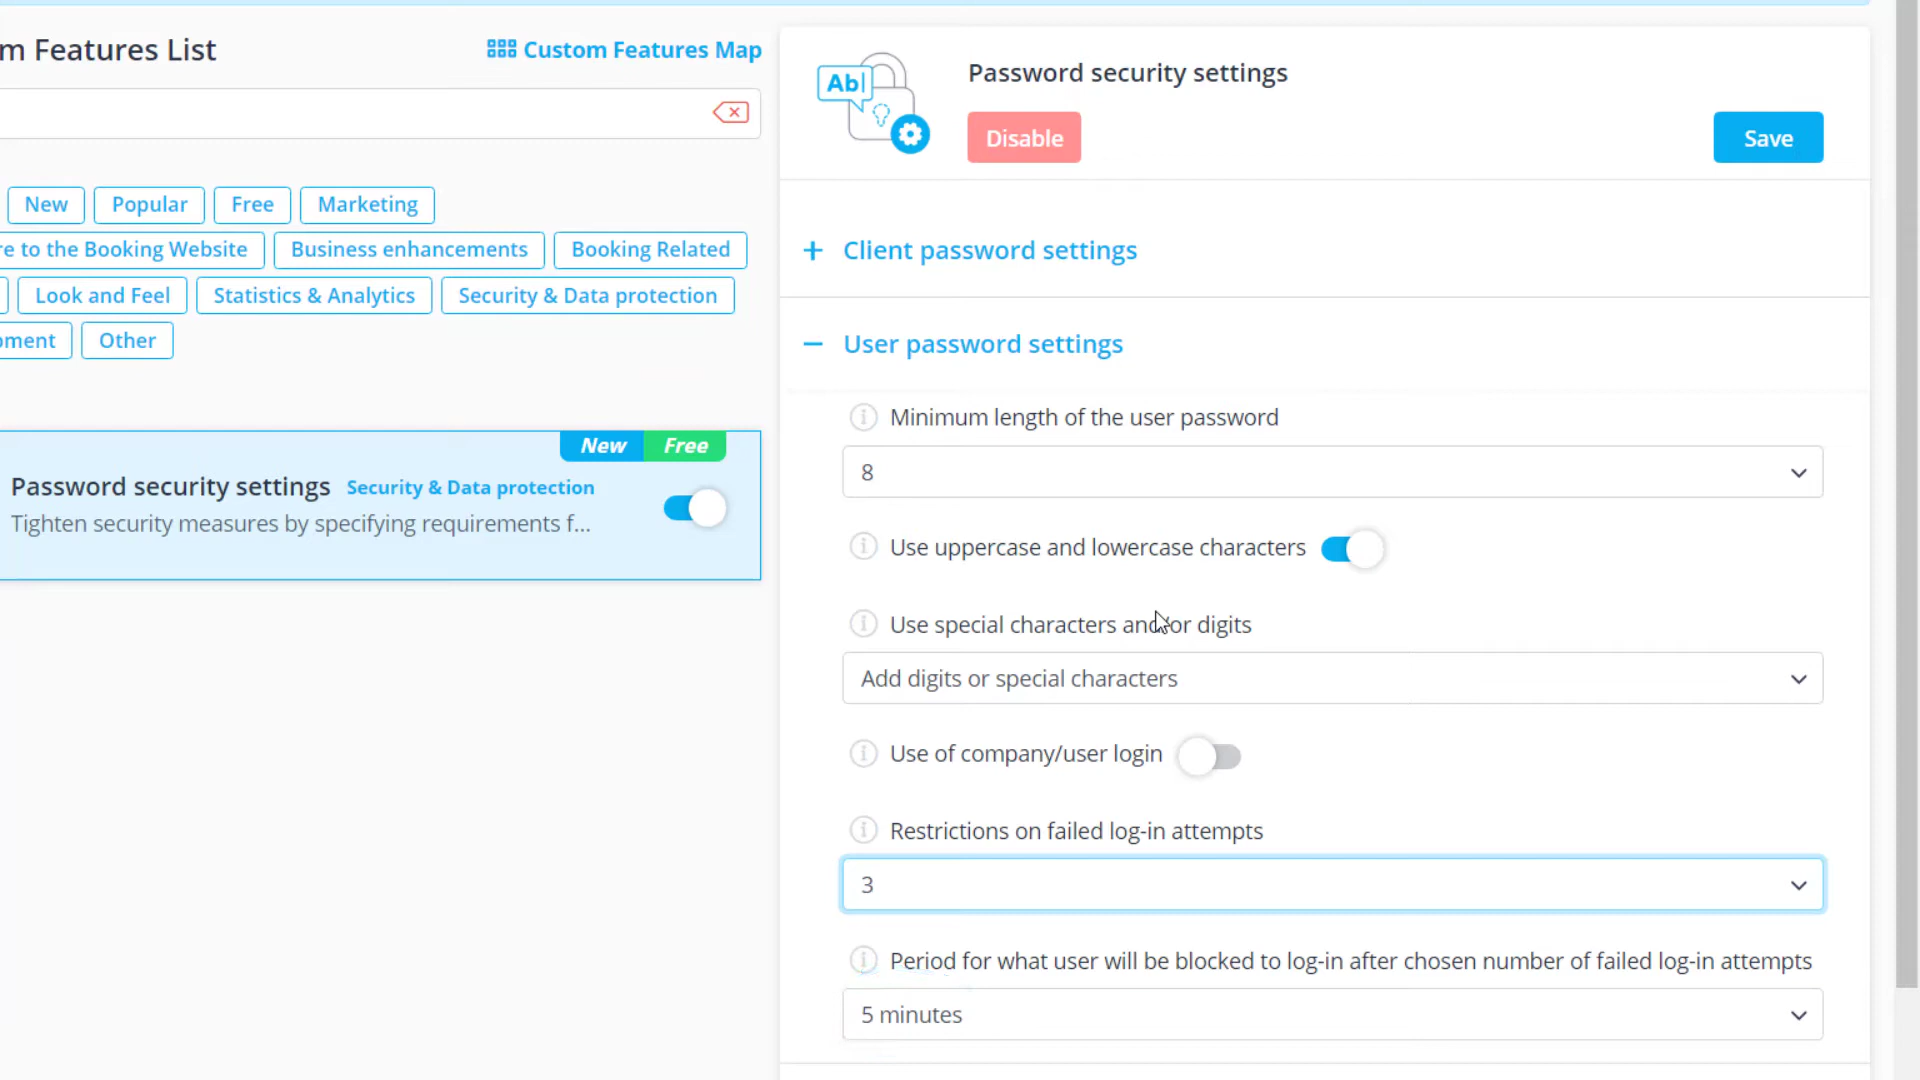 m Features List
Custom Features Map
New
Popular
Free
Marketing
re to the Booking Website
Business enhancements
Booking Related
Look and Feel
Statistics & Analytics
Security & Data protection
oment
Other
New
Free
Password security settings
Security & Data protection
Tighten security measures by specifying requirements f...
Ab|
Password security settings
Disable
Save
+ Client password settings
− User password settings
Minimum length of the user password
8
Use uppercase and lowercase characters
Use special characters and/or digits
Add digits or special characters
Use of company/user login
Restrictions on failed log-in attempts
3
Period for what user will be blocked to log-in after chosen number of failed log-in attempts
5 minutes